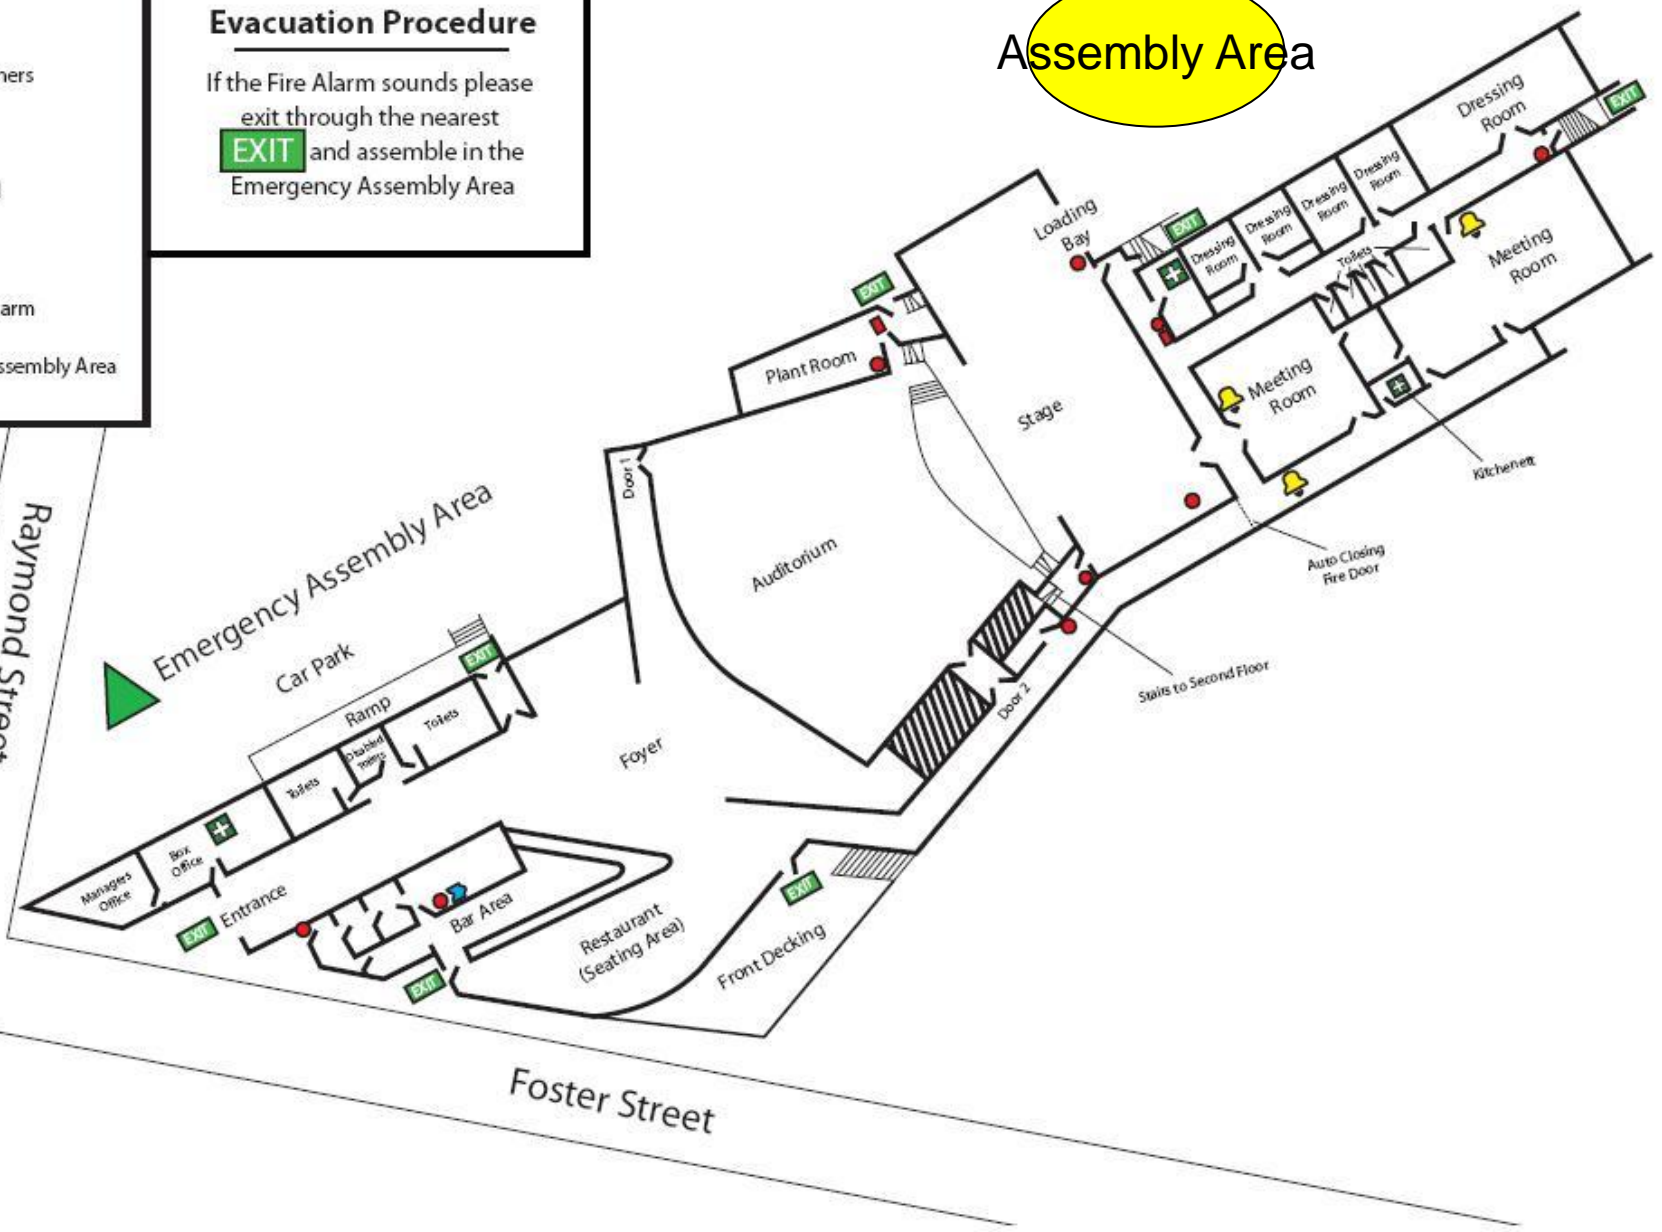 ners
arm
ssembly Area
Evacuation Procedure
If the Fire Alarm sounds please
exit through the nearest
EXIT and assemble in the
Emergency Assembly Area
Assembly Area
Dressing
Room
EXIT
Dressing
Room
Dressing
Room
Dressing
Room
Dressing
Room
EXIT
Loading
Bay
Toilets
Meeting
Room
EXIT
Plant Room
Stage
Meeting
Room
Kitchenett
Door 1
Auditorium
Auto Closing
Fire Door
Raymond Street
Emergency Assembly Area
Car Park
EXIT
Ramp
Toilets
Disabled
Toilets
Toilets
Stairs to Second Floor
Door 2
Foyer
Box
Office
Managers
Office
EXIT
Entrance
Bar Area
EXIT
Restaurant
(Seating Area)
EXIT
Front Decking
Foster Street